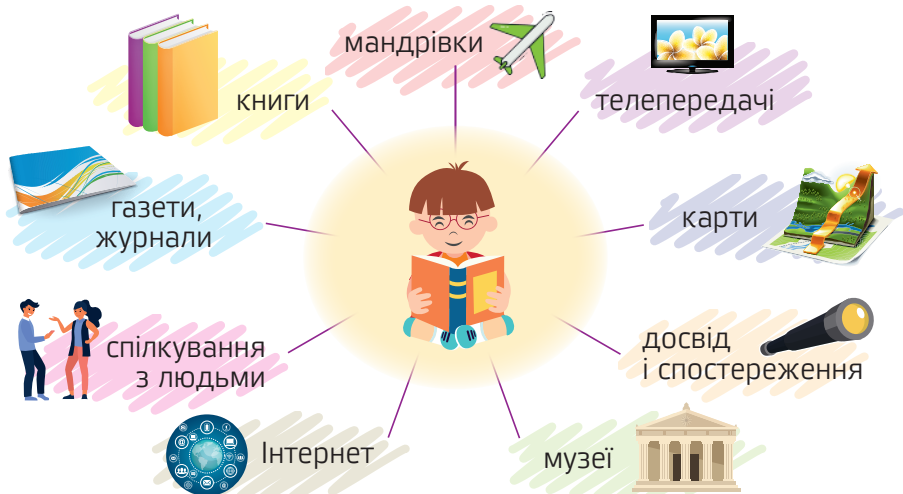 мандрівки
книги
телепередачі
газети,
журнали
карти
спілкування
з людьми
досвід
і спостереження
Інтернет
музеї